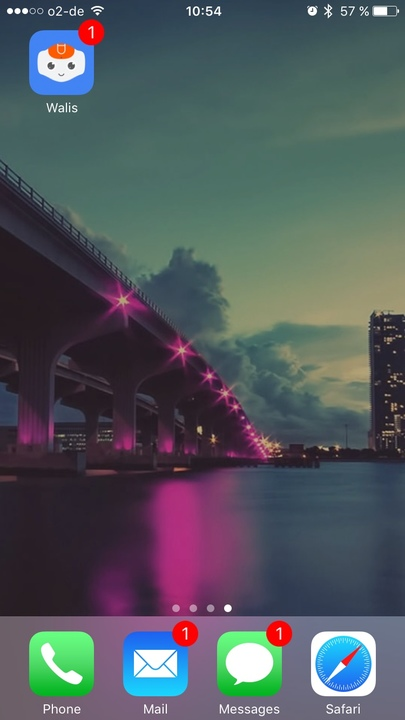 o2-de 10:54 57 %
1
Walis
1 1
Phone Mail Messages Safari